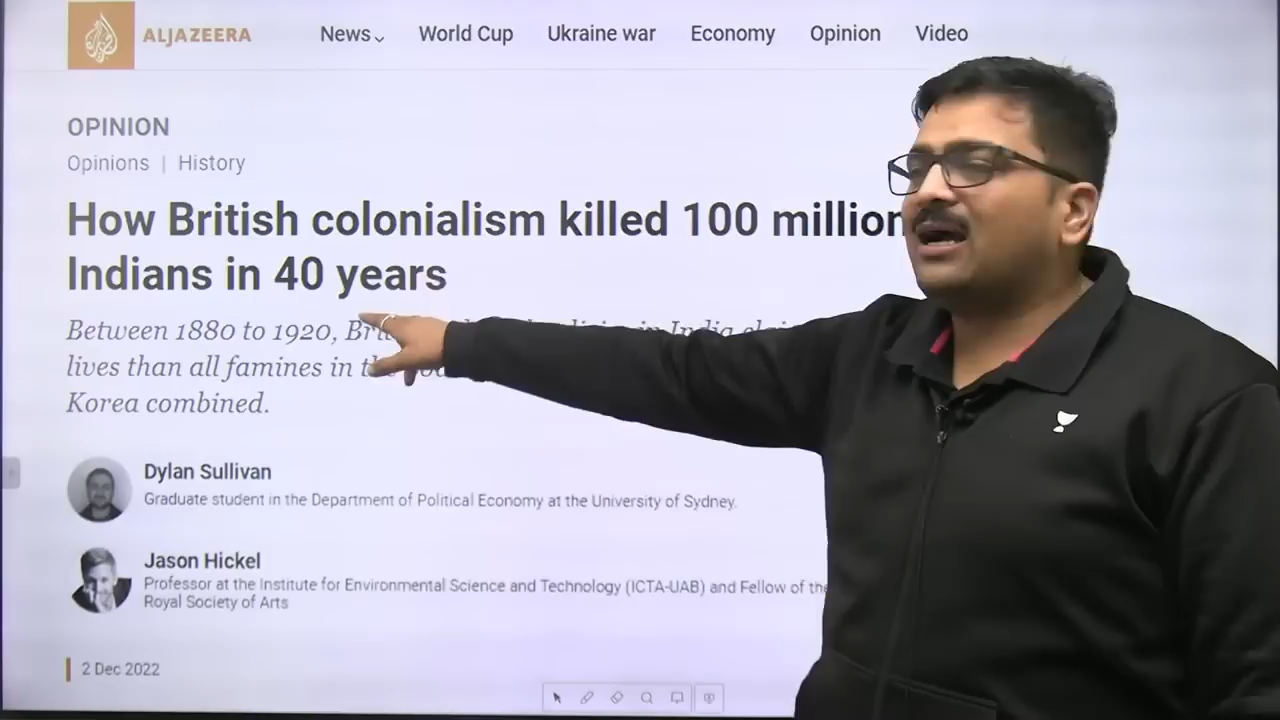 ALJAZEERA
News World Cup Ukraine war Economy Opinion Video
OPINION
Opinions | History
How British colonialism killed 100 million
Indians in 40 years
Between 1880 to 1920, in India
lives than all famines in
Korea combined.
Dylan Sullivan
Graduate student in the Department of Political Economy at the University of Sydney.
Jason Hickel
Professor at the Institute for Environmental Science and Technology (ICTA-UAB) and Fellow of the
Royal Society of Arts
2 Dec 2022